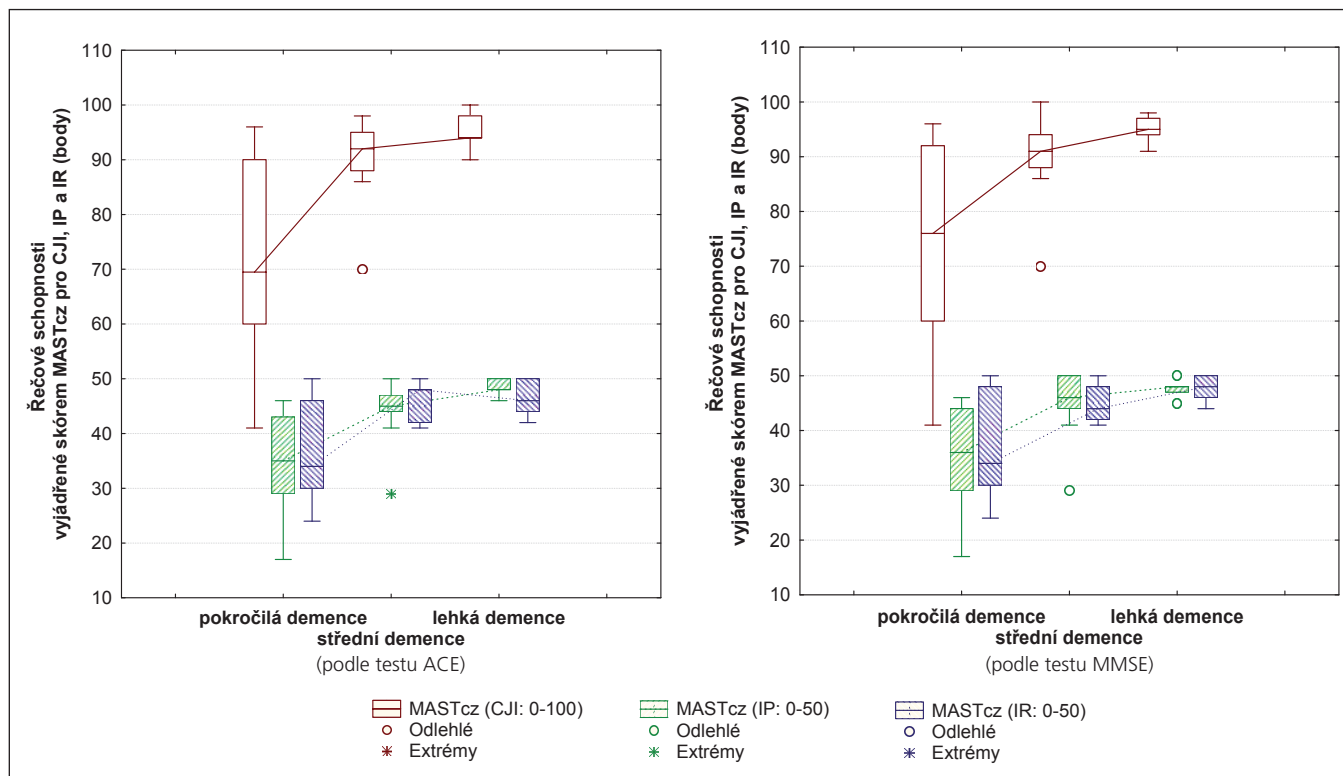 Řečové schopnosti
vyjádřené skórem MASTcz pro CJI, IP a IR (body)
110
100
90
80
70
60
50
40
30
20
10
pokročilá demence
střední demence
lehká demence
(podle testu ACE)
Řečové schopnosti
vyjádřené skórem MASTcz pro CJI, IP a IR (body)
110
100
90
80
70
60
50
40
30
20
10
pokročilá demence
střední demence
lehká demence
(podle testu MMSE)
MASTcz (CJI: 0-100)
Odlehlé
Extrémy
MASTcz (IP: 0-50)
Odlehlé
Extrémy
MASTcz (IR: 0-50)
Odlehlé
Extrémy